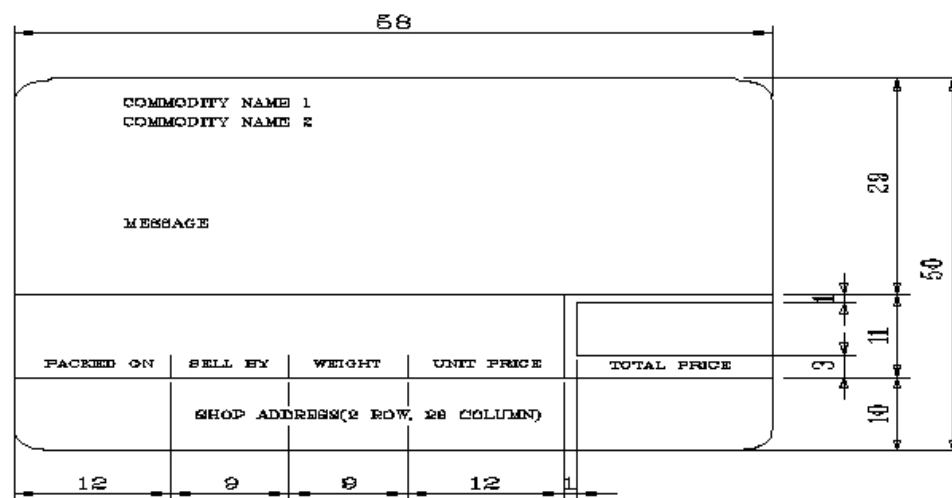 58
COMMODITY NAME 1
COMMODITY NAME 2
29
MESSAGE
50
1
11
PACKED ON SELL BY WEIGHT UNIT PRICE TOTAL PRICE
3
SHOP ADDRESS(2 ROW, 28 COLUMN)
10
12 9 9 12 1